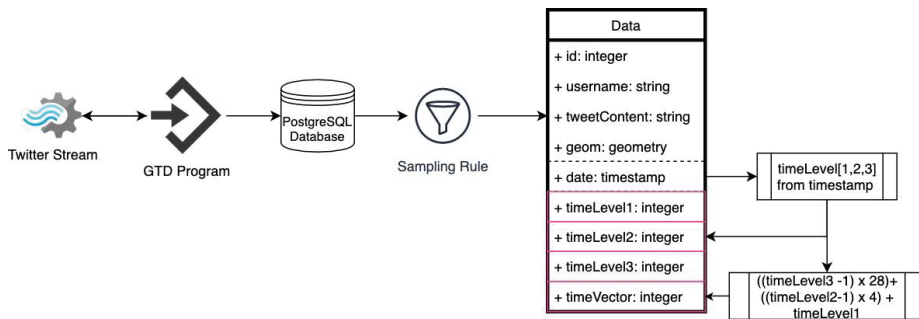 Twitter Stream
GTD Program
PostgreSQL
Database
Sampling Rule
Data
+ id: integer
+ username: string
+ tweetContent: string
+ geom: geometry
+ date: timestamp
+ timeLevel1: integer
+ timeLevel2: integer
+ timeLevel3: integer
+ timeVector: integer
timeLevel[1,2,3]
from timestamp
((timeLevel3 -1) x 28)+
((timeLevel2-1) x 4) +
timeLevel1